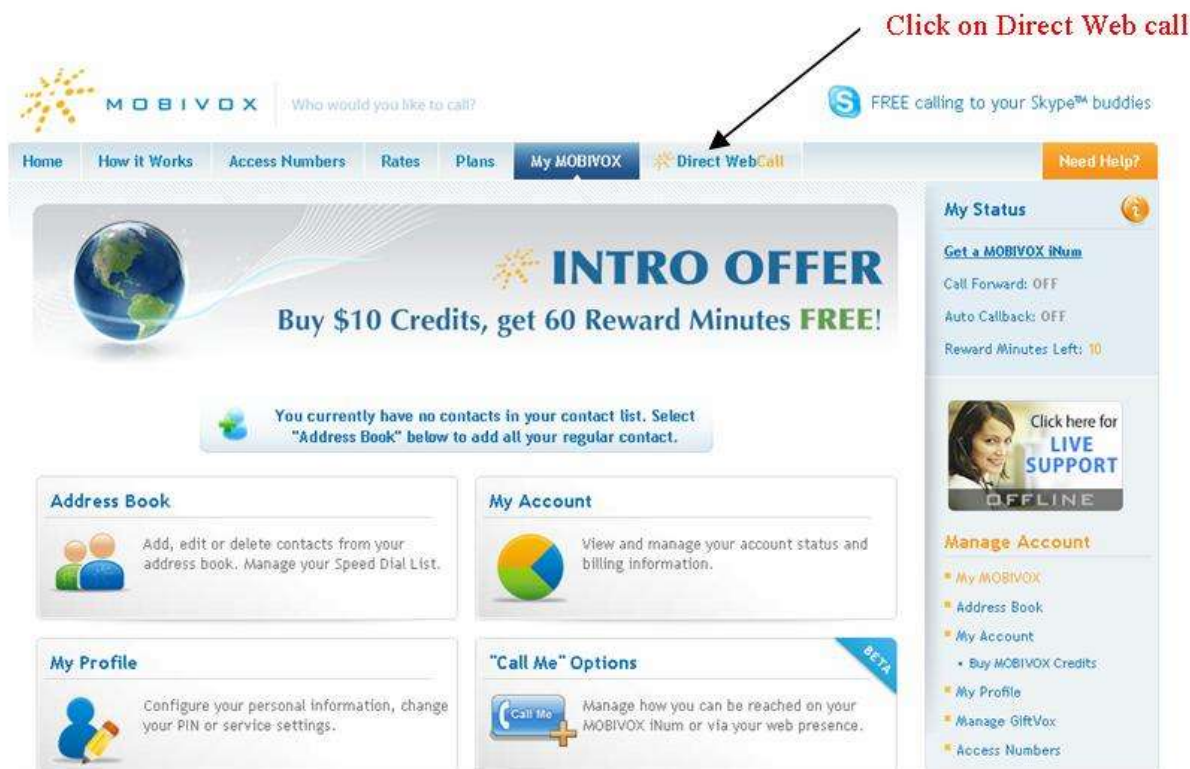 Click on Direct Web call
MOBIVOX
Who would you like to call?
FREE calling to your Skype™ buddies
Home How it Works Access Numbers Rates Plans My MOBIVOX Direct WebCall Need Help?
INTRO OFFER
Buy $10 Credits, get 60 Reward Minutes FREE!
You currently have no contacts in your contact list. Select
"Address Book" below to add all your regular contact.
Address Book
Add, edit or delete contacts from your
address book. Manage your Speed Dial List.
My Account
View and manage your account status and
billing information.
My Profile
Configure your personal information, change
your PIN or service settings.
"Call Me" Options
BETA
Call Me
Manage how you can be reached on your
MOBIVOX iNum or via your web presence.
My Status
Get a MOBIVOX iNum
Call Forward: OFF
Auto Callback: OFF
Reward Minutes Left: 10
Click here for
LIVE
SUPPORT
OFFLINE
Manage Account
My MOBIVOX
Address Book
My Account
Buy MOBIVOX Credits
My Profile
Manage GiftVox
Access Numbers